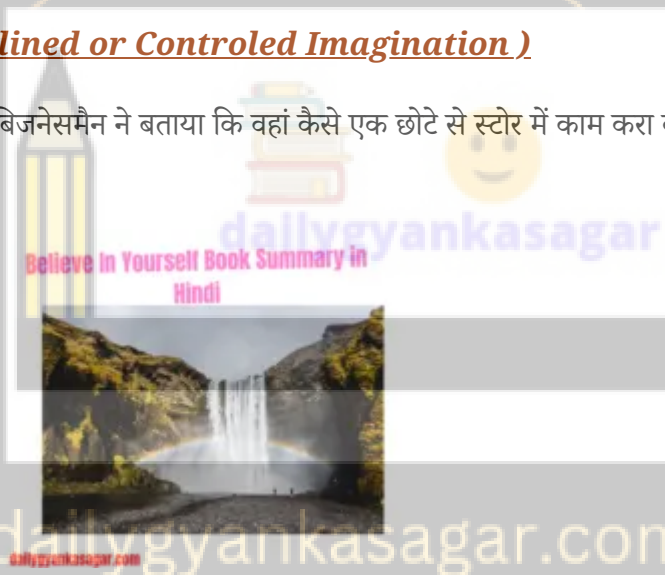 lined or Controled Imagination )
बिजनेसमैन ने बताया कि वहां कैसे एक छोटे से स्टोर में काम करा
dailygyankasagar
Believe In Yourself Book Summary in
Hindi
dailygyankasagar.com
dailygyankasagar.com